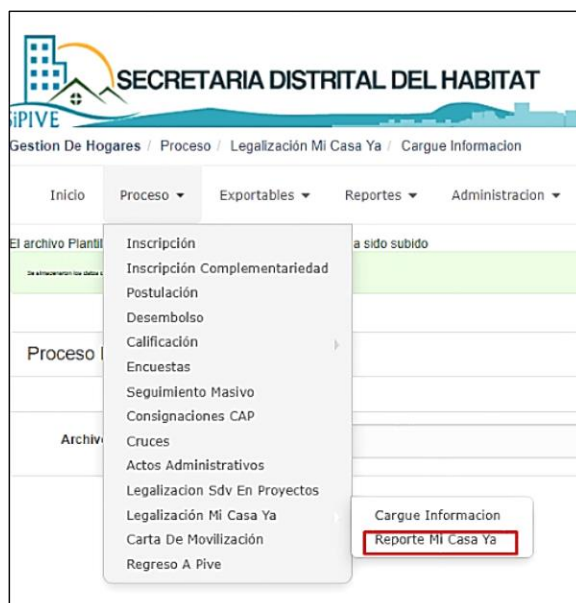 SECRETARIA DISTRITAL DEL HABITAT
SiPIVE
Gestion De Hogares / Proceso / Legalización Mi Casa Ya / Cargue Informacion
Inicio Proceso Exportables Reportes Administracion
El archivo Plantil a sido subido
Inscripción
Inscripción Complementariedad
Postulación
Desembolso
Calificación
Proceso
Encuestas
Seguimiento Masivo
Consignaciones CAP
Archivo Cruces
Actos Administrativos
Legalizacion Sdv En Proyectos
Legalización Mi Casa Ya Cargue Informacion
Carta De Movilización Reporte Mi Casa Ya
Regreso A Pive